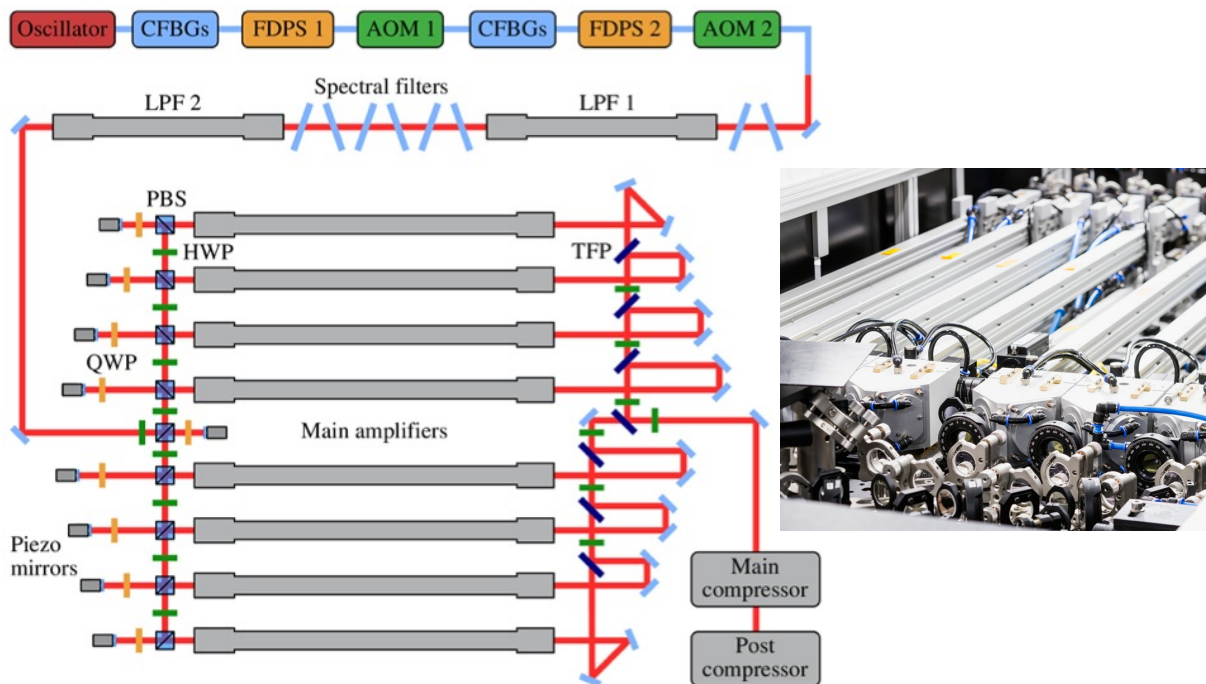 Oscillator CFBGs FDPS 1 AOM 1 CFBGs FDPS 2 AOM 2
Spectral filters
LPF 2 LPF 1
PBS
HWP TFP
QWP
Main amplifiers
Piezo
mirrors
Main
compressor
Post
compressor